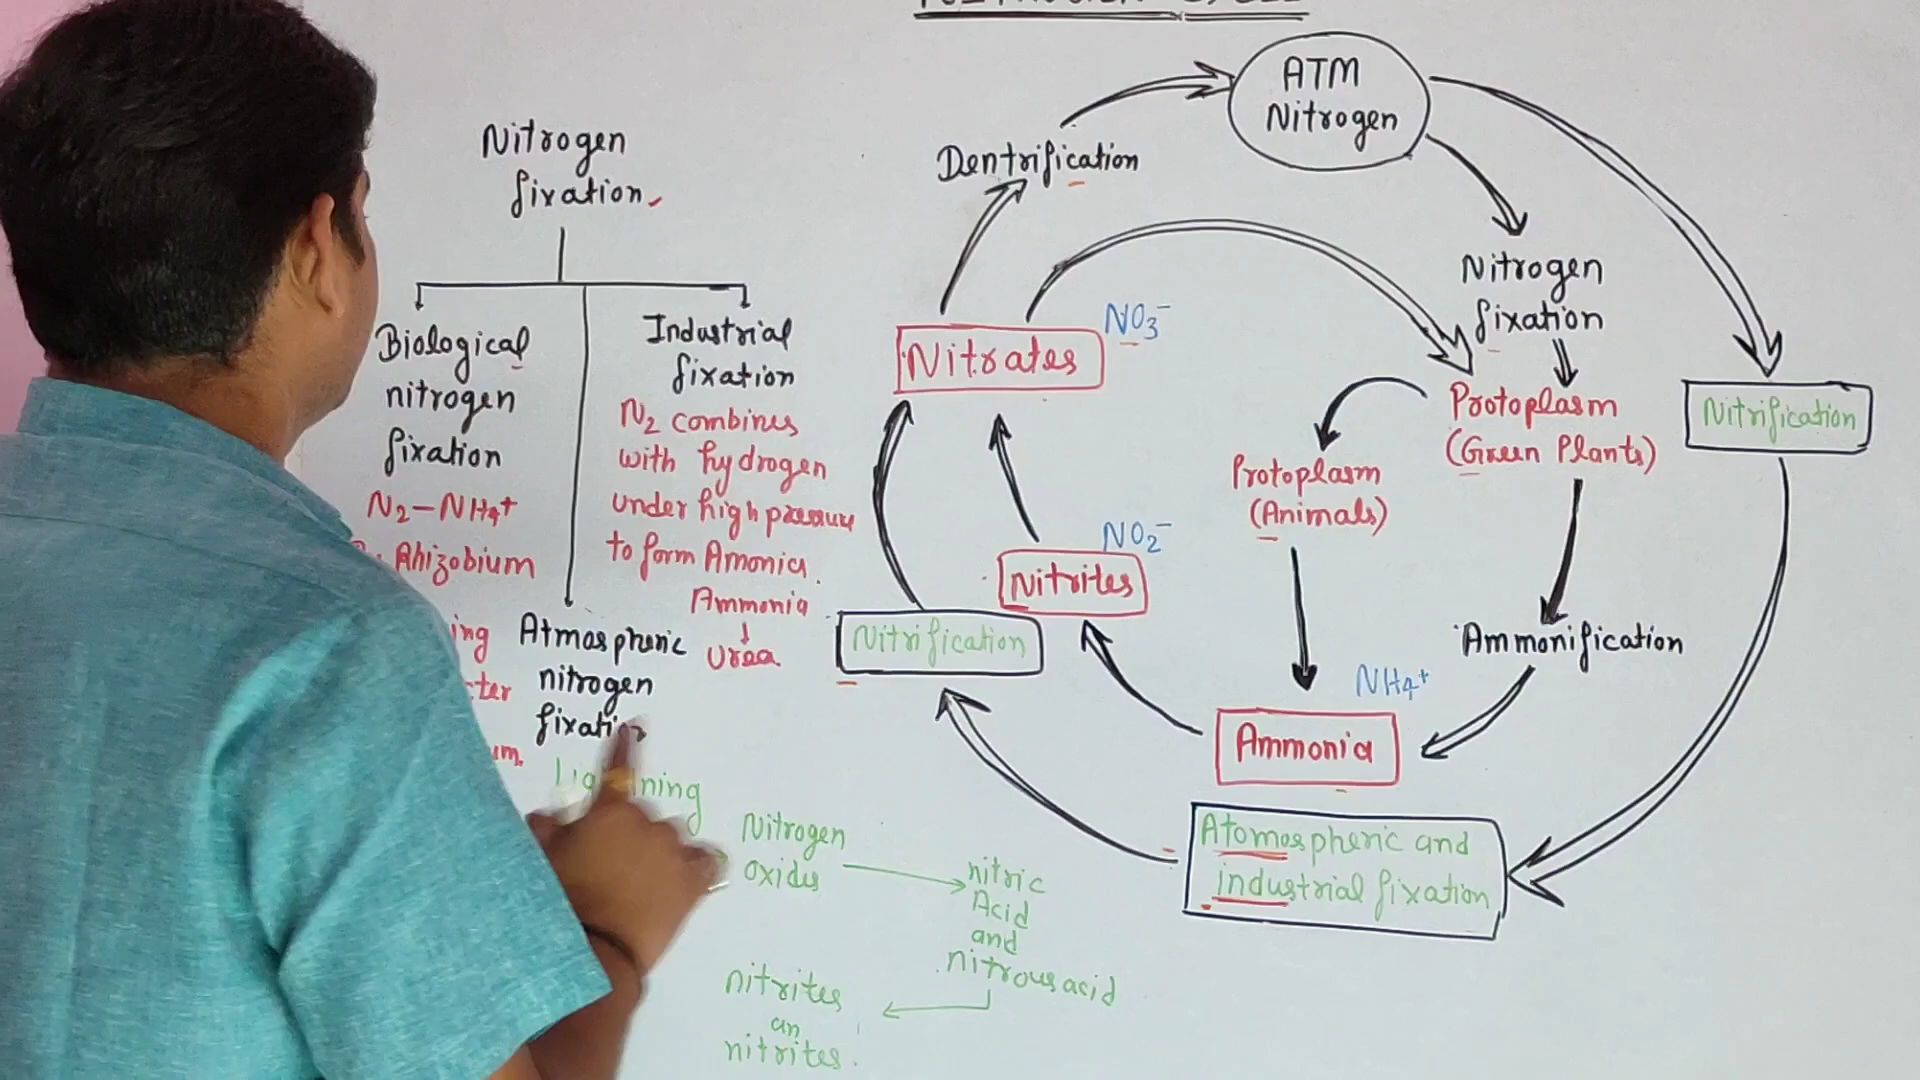 Nitrogen
fixation
Biological
nitrogen
fixation
N2-NH4+
Rhizobium
Industrial
fixation
N2 combines
with hydrogen
under high pressure
to form Amonia.
Ammonia
Urea.
Atmospheric
nitrogen
fixation
Nitrogen
oxides
nitric
Acid
and
nitrous acid
nitrites
an
nitrites.
ATM
Nitrogen
Dentrification
Nitrogen
fixation
Nitrates
NO3-
Protoplasm
(Green Plants)
Nitrification
Protoplasm
(Animals)
NO2-
Nitrites
Nitrification
Ammonification
NH4+
Ammonia
Atomospheric and
industrial fixation